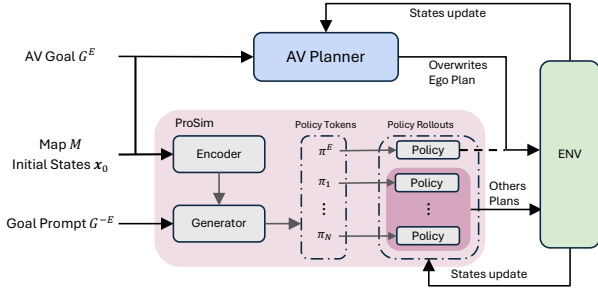 States update
AV Goal G^E
AV Planner
Overwrites
Ego Plan
ProSim
Policy Tokens
Policy Rollouts
Map M
Initial States x_0
Encoder
π^E
Policy
ENV
π_1
Policy
Others
Plans
⋮
⋮
Goal Prompt G^{-E}
Generator
π_N
Policy
States update